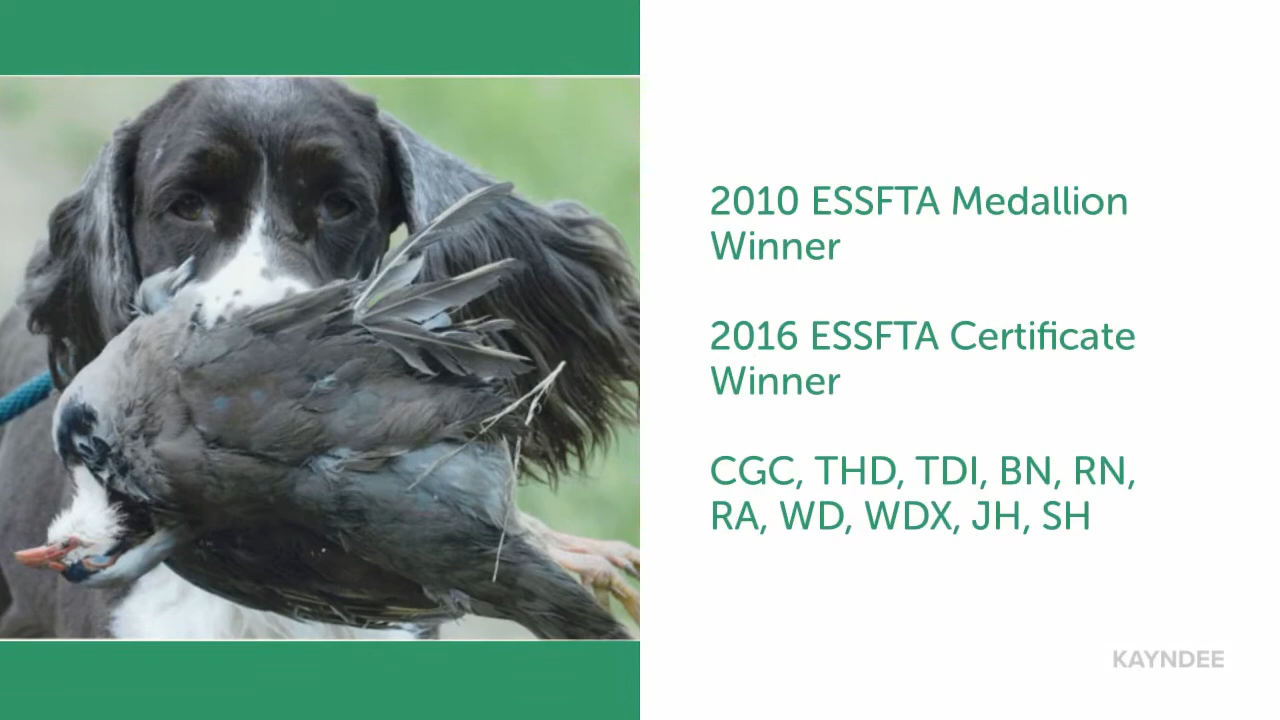 2010 ESSFTA Medallion
Winner
2016 ESSFTA Certificate
Winner
CGC, THD, TDI, BN, RN,
RA, WD, WDX, JH, SH
KAYNDEE